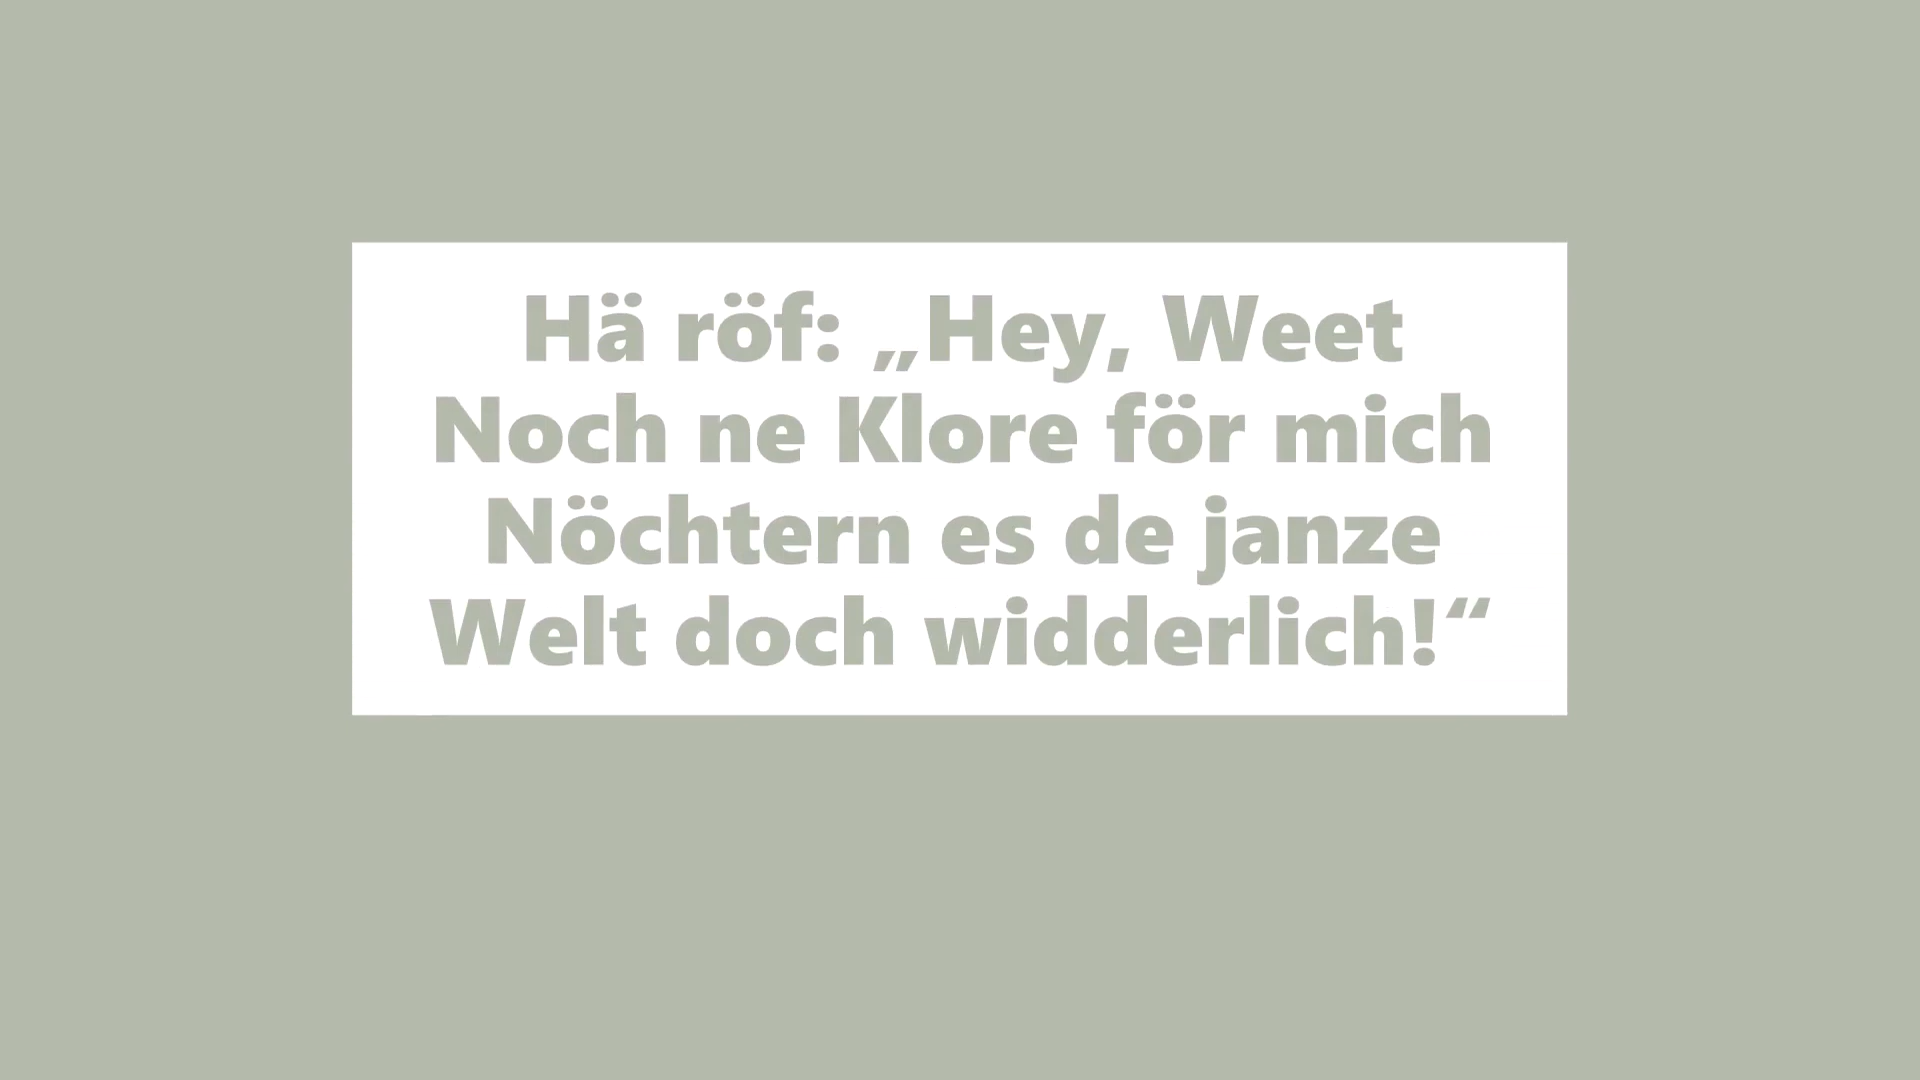 Hä röf: „Hey, Weet
Noch ne Klore för mich
Nöchtern es de janze
Welt doch widderlich!“